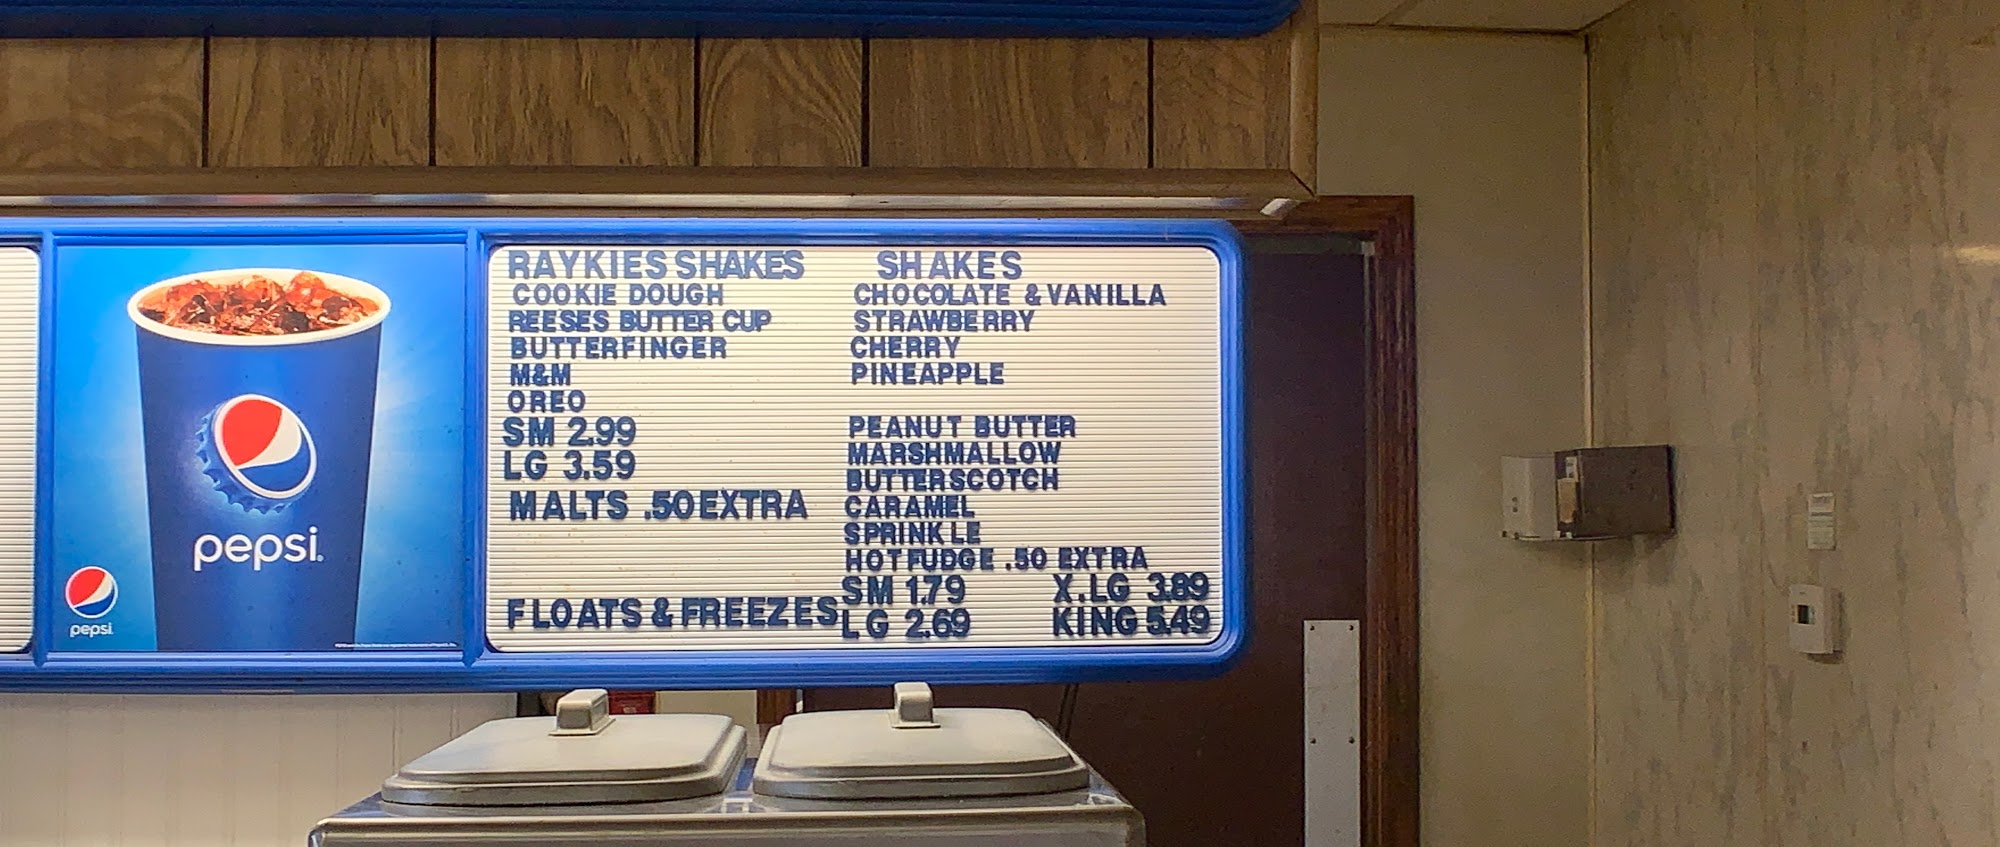 pepsi
pepsi
RAYKIES SHAKES
COOKIE DOUGH
REESES BUTTER CUP
BUTTERFINGER
M&M
OREO
SM 2.99
LG 3.59
MALTS .50 EXTRA
FLOATS & FREEZES
SHAKES
CHOCOLATE & VANILLA
STRAWBERRY
CHERRY
PINEAPPLE
PEANUT BUTTER
MARSHMALLOW
BUTTERSCOTCH
CARAMEL
SPRINKLE
HOT FUDGE .50 EXTRA
SM 1.79 X.LG 3.89
LG 2.69 KING 5.49